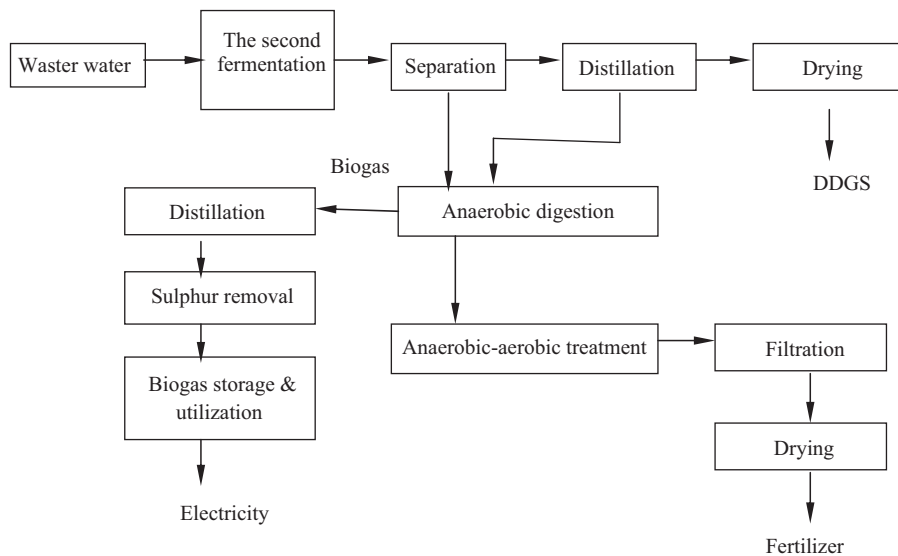 Waster water
The second
fermentation
Separation
Distillation
Drying
DDGS
Biogas
Distillation
Anaerobic digestion
Sulphur removal
Anaerobic-aerobic treatment
Filtration
Biogas storage &
utilization
Drying
Electricity
Fertilizer